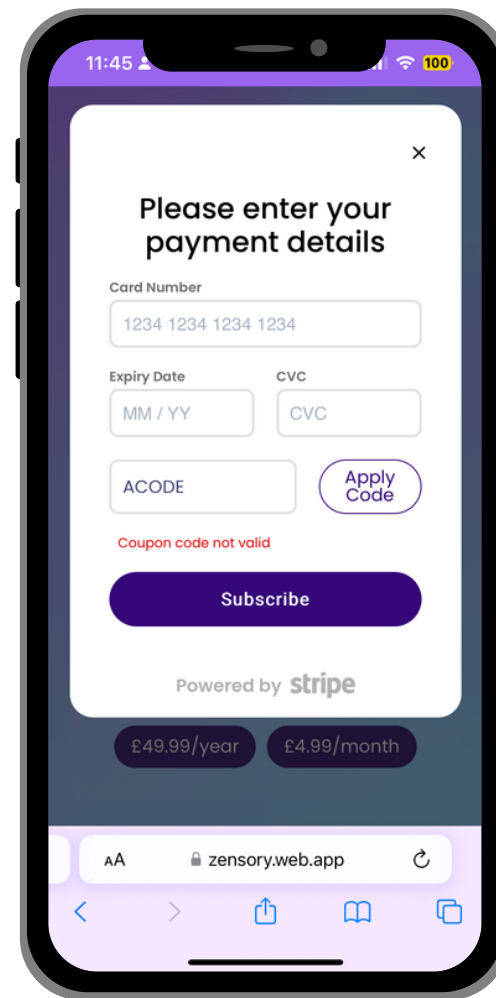 11:45
100
×
Please enter your
payment details
Card Number
1234 1234 1234 1234
Expiry Date
CVC
MM / YY
CVC
ACODE
Apply
Code
Coupon code not valid
Subscribe
Powered by stripe
£49.99/year
£4.99/month
AA
zensory.web.app